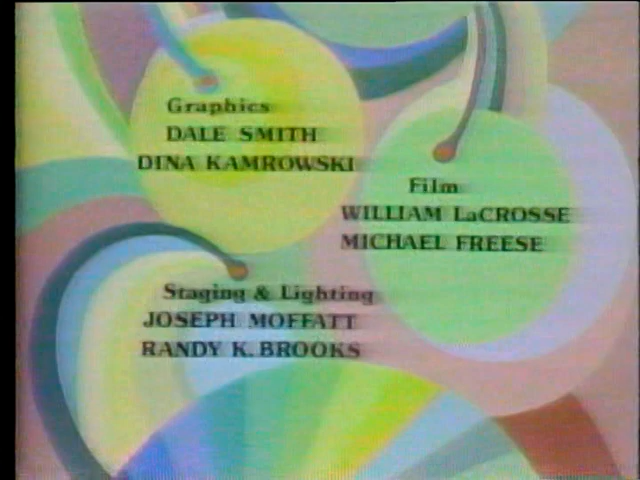 Graphics
DALE SMITH
DINA KAMROWSKI
Film
WILLIAM LaCROSSE
MICHAEL FREESE
Staging & Lighting
JOSEPH MOFFATT
RANDY K. BROOKS